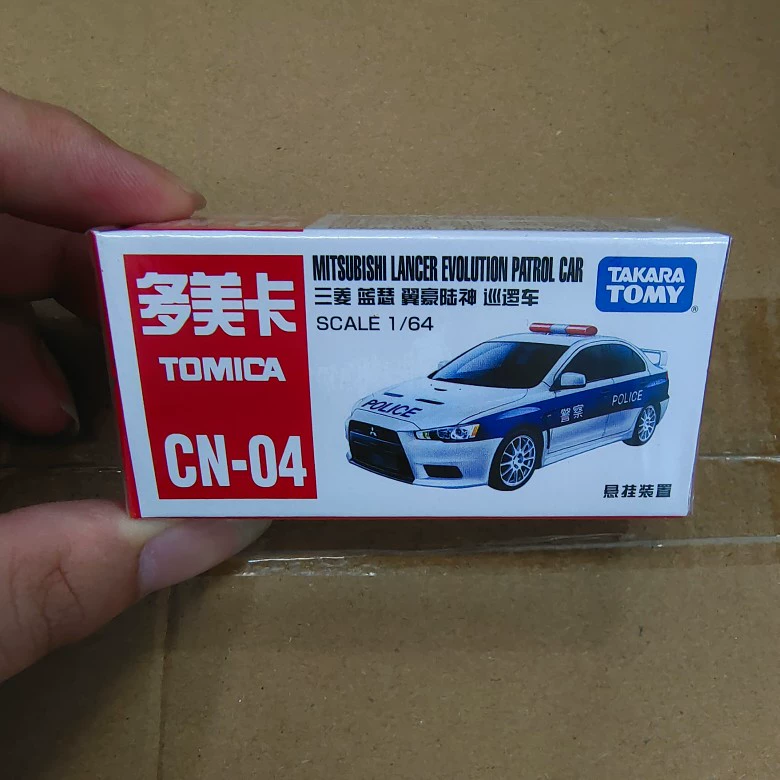 多美卡
TOMICA
CN-04
MITSUBISHI LANCER EVOLUTION PATROL CAR
三菱 蓝瑟 翼豪陆神 巡逻车
SCALE 1/64
TAKARA
TOMY
®
POLICE
警察
POLICE
悬挂装置